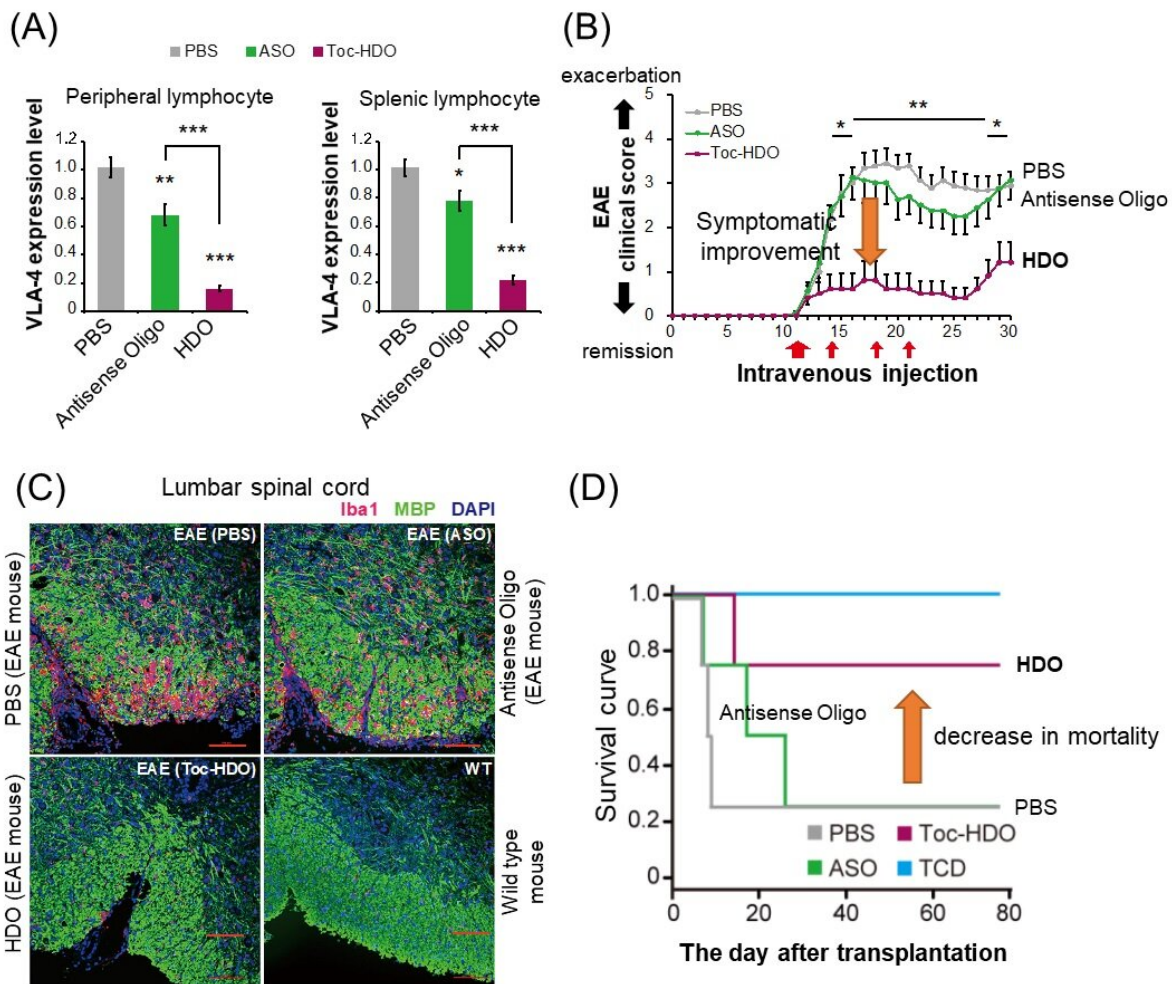 (A)
PBS ASO Toc-HDO
Peripheral lymphocyte
VLA-4 expression level
1.2
1.0
0.8
0.6
0.4
0.2
0
***
**
***
PBS
Antisense Oligo
HDO
Splenic lymphocyte
VLA-4 expression level
1.2
1.0
0.8
0.6
0.4
0.2
0
***
*
***
PBS
Antisense Oligo
HDO
(B)
exacerbation
EAE
clinical score
remission
5
4
3
2
1
0
PBS
ASO
Toc-HDO
* ** *
PBS
Antisense Oligo
HDO
Symptomatic
improvement
0 5 10 15 20 25 30
Intravenous injection
(C)
Lumbar spinal cord
Iba1 MBP DAPI
PBS (EAE mouse)
EAE (PBS)
EAE (ASO)
Antisense Oligo
(EAE mouse)
HDO (EAE mouse)
EAE (Toc-HDO)
WT
Wild type
mouse
(D)
Survival curve
1.0
0.8
0.6
0.4
0.2
0
HDO
Antisense Oligo
decrease in mortality
PBS
PBS Toc-HDO
ASO TCD
0 20 40 60 80
The day after transplantation